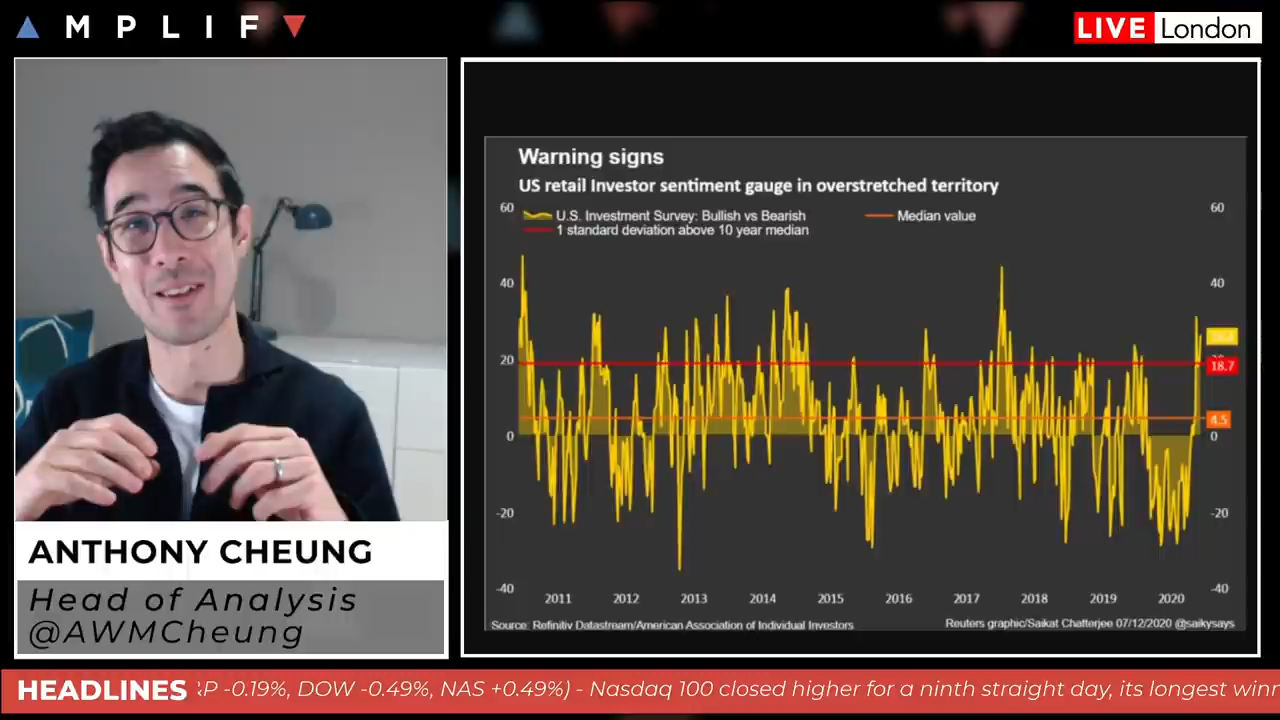 AMPLIFY
LIVE London
Warning signs
US retail Investor sentiment gauge in overstretched territory
U.S. Investment Survey: Bullish vs Bearish
Median value
1 standard deviation above 10 year median
60
40
20
0
-20
-40
60
40
18.7
4.5
0
-20
-40
2011 2012 2013 2014 2015 2016 2017 2018 2019 2020
Source: Refinitiv Datastream/American Association of Individual Investors
Reuters graphic/Saikat Chatterjee 07/12/2020 @saikysays
ANTHONY CHEUNG
Head of Analysis
@AWMCheung
HEADLINES
-0.19%, DOW -0.49%, NAS +0.49%) - Nasdaq 100 closed higher for a ninth straight day, its longest